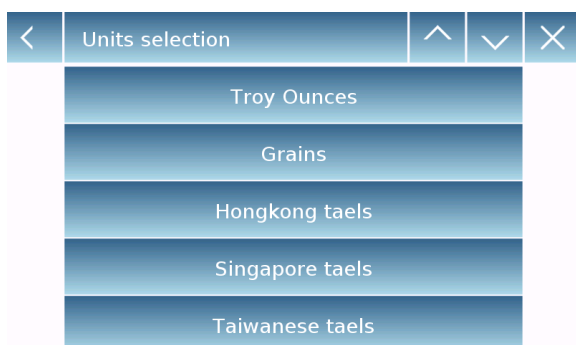 Units selection
Troy Ounces
Grains
Hongkong taels
Singapore taels
Taiwanese taels